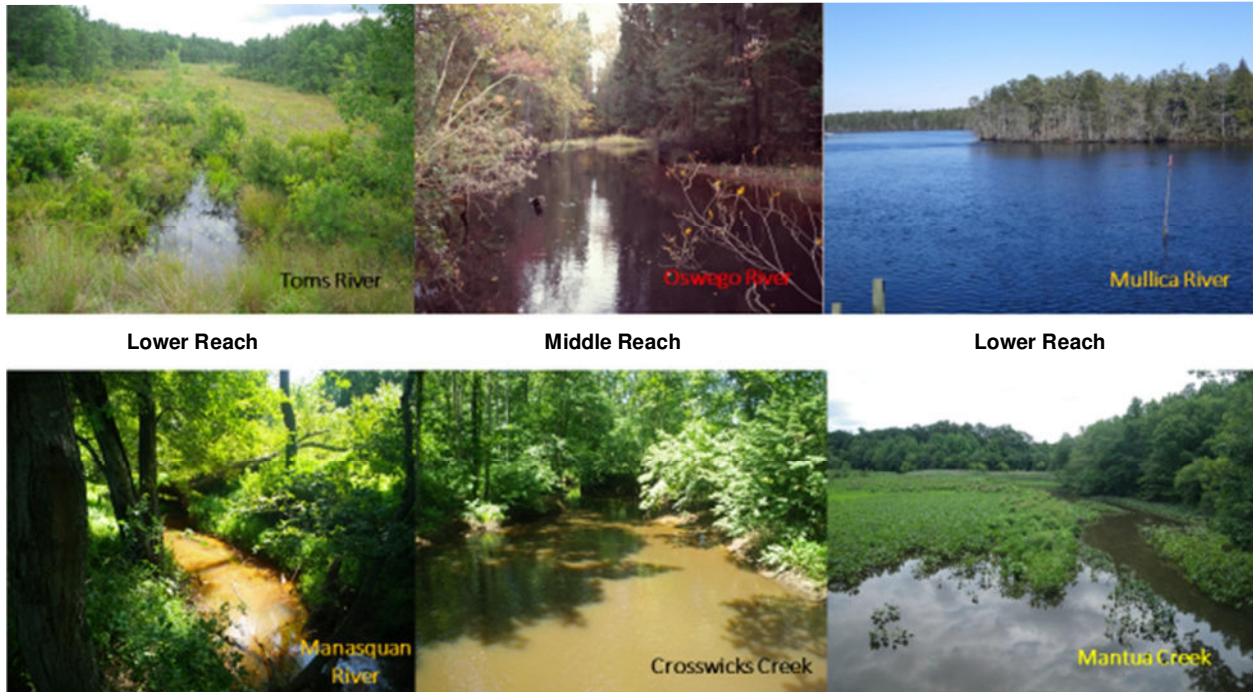 Toms River
Oswego River
Mullica River
Lower Reach
Middle Reach
Lower Reach
Manasquan
River
Crosswicks Creek
Mantua Creek